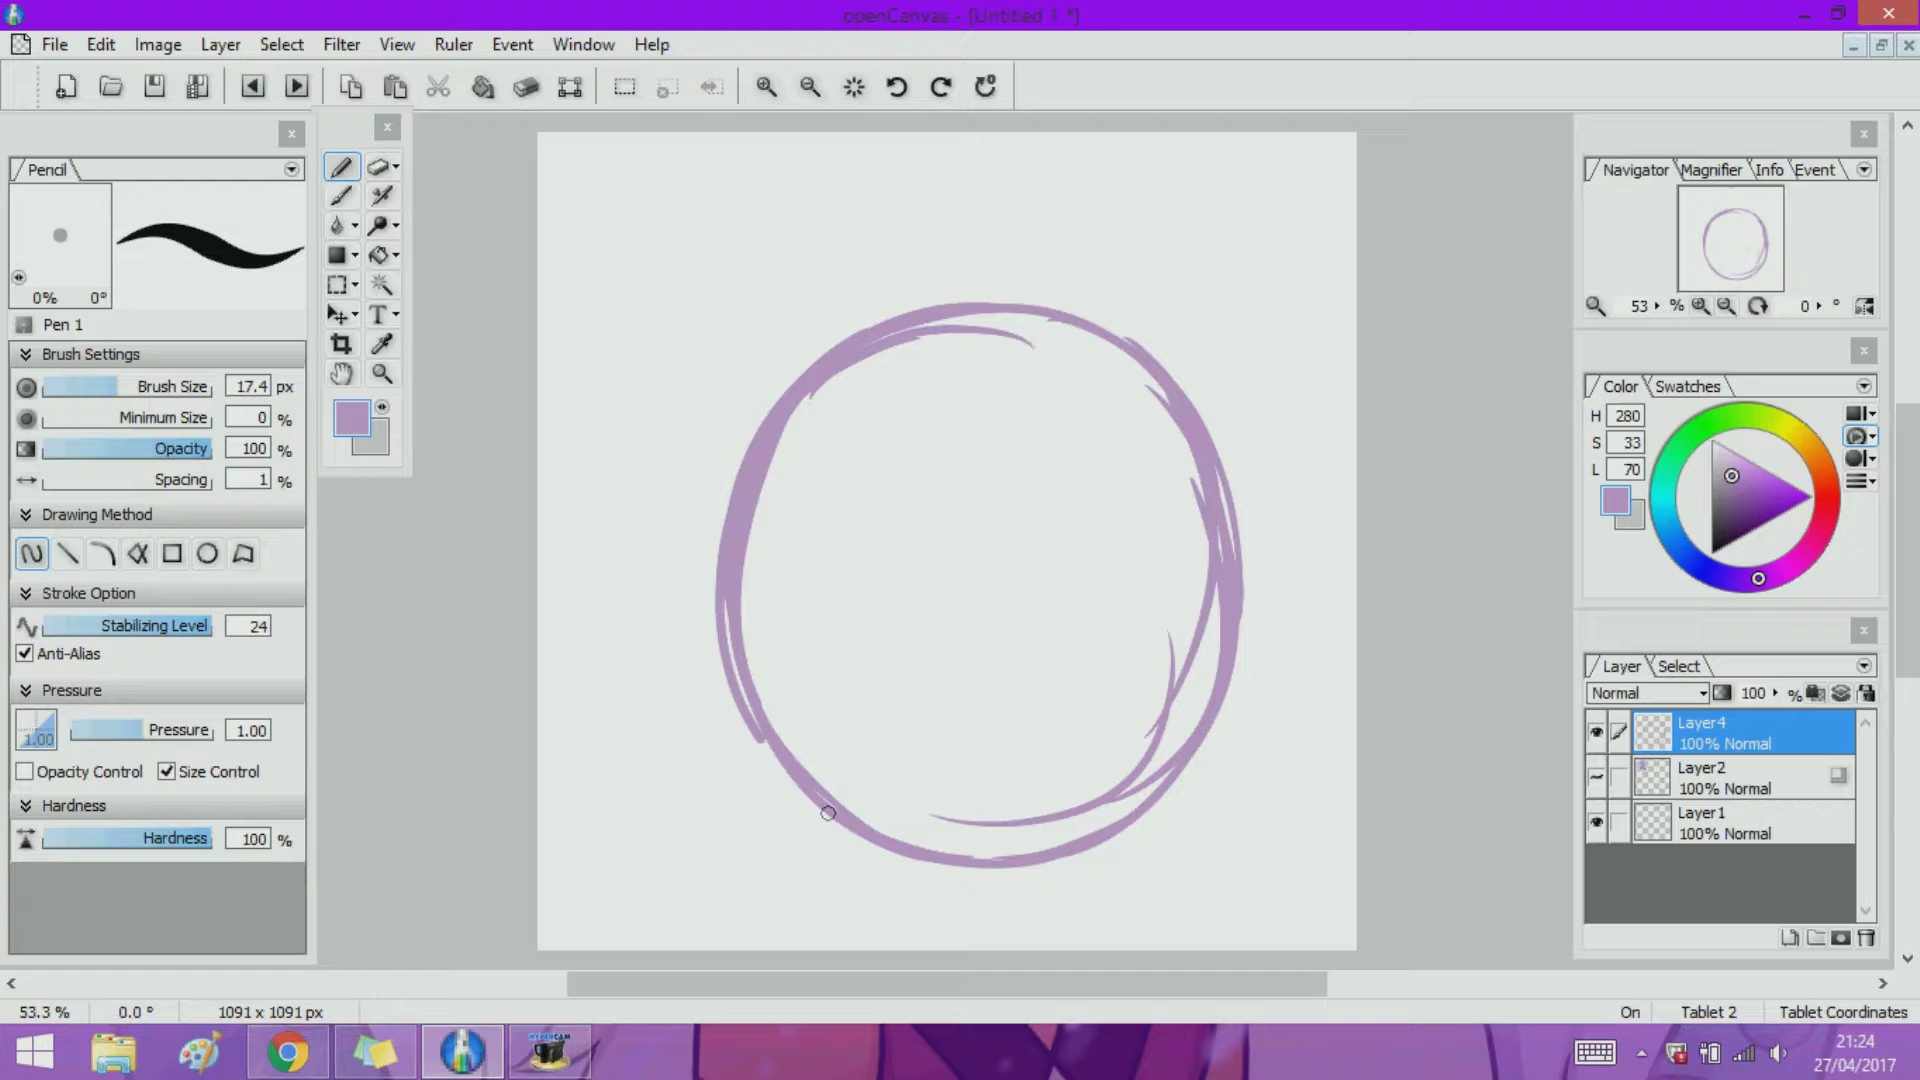 openCanvas - [Untitled 1 *]
File Edit Image Layer Select Filter View Ruler Event Window Help
Pencil
0% 0°
Pen 1
Brush Settings
Brush Size 17.4 px
Minimum Size 0 %
Opacity 100 %
Spacing 1 %
Drawing Method
Stroke Option
Stabilizing Level 24
Anti-Alias
Pressure
1.00 Pressure 1.00
Opacity Control Size Control
Hardness
Hardness 100 %
T
Navigator Magnifier Info Event
53 % 0 °
Color Swatches
H 280
S 33
L 70
Layer Select
Normal 100 %
Layer4
100% Normal
Layer2
100% Normal
Layer1
100% Normal
53.3 % 0.0 ° 1091 x 1091 px On Tablet 2 Tablet Coordinates
HYPERCAM
21:24
27/04/2017